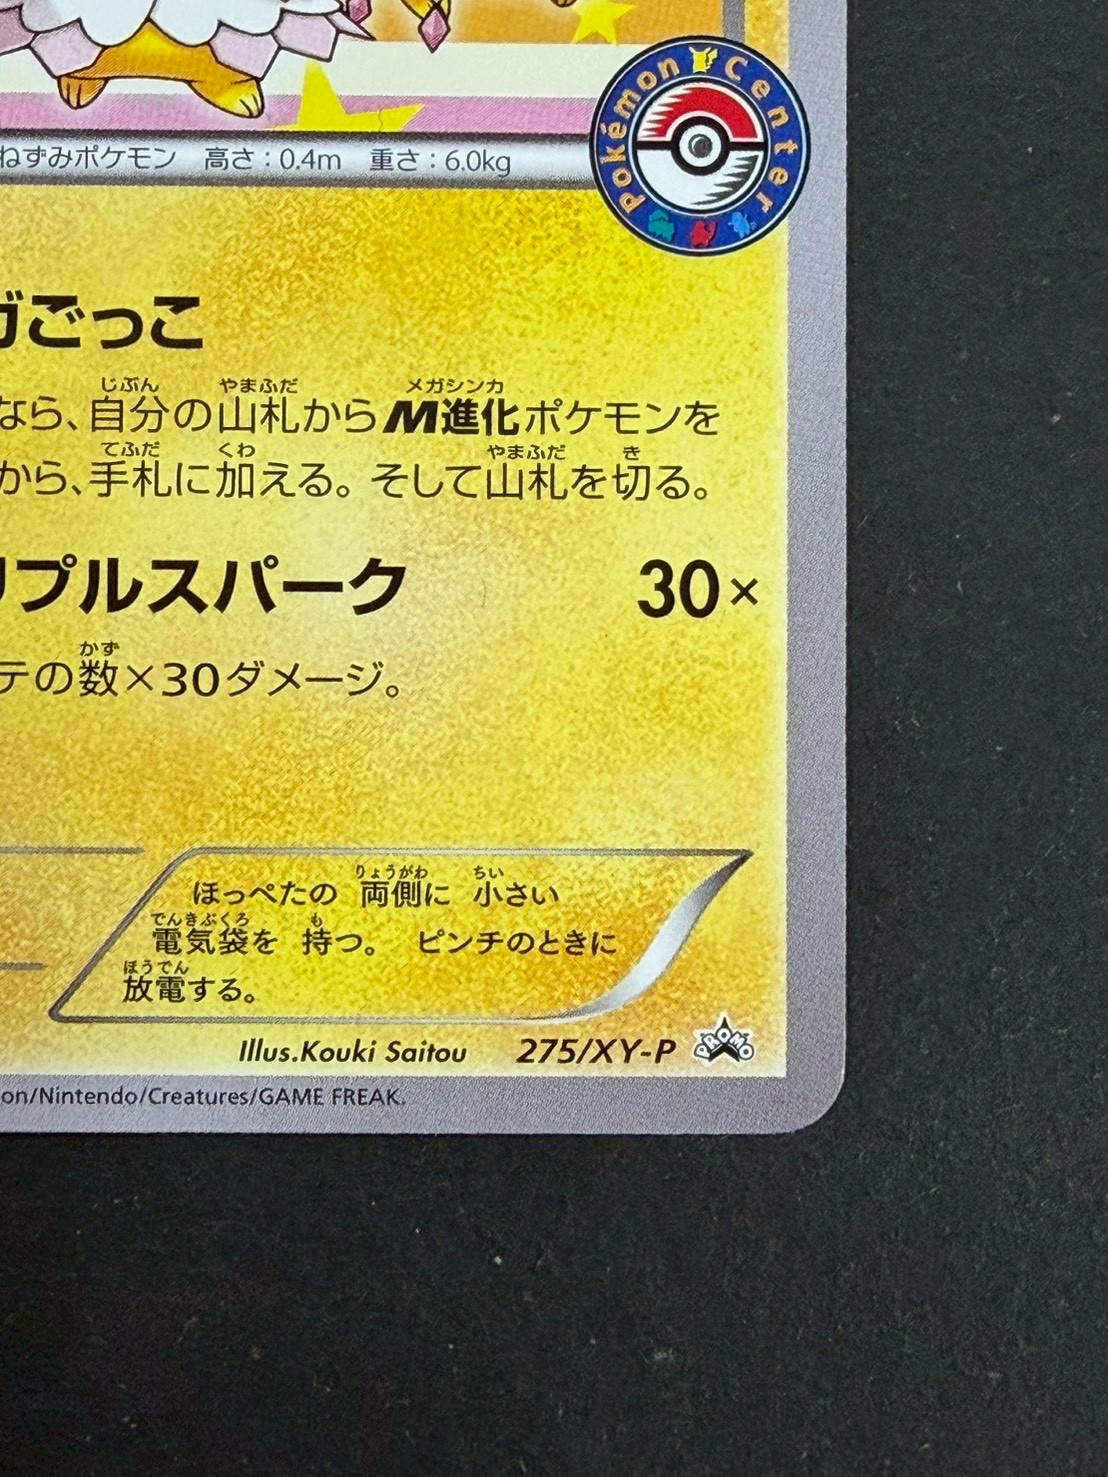 Pokémon Center
ねずみポケモン 高さ：0.4m 重さ：6.0kg
ガごっこ
じぶん やまふだ メガシンカ
なら、自分の山札からM進化ポケモンを
てふだ くわ やまふだ き
から、手札に加える。そして山札を切る。
リプルスパーク 30×
かず
テの数×30ダメージ。
りょうがわ ちい
ほっぺたの 両側に 小さい
でんきぶくろ も
電気袋を 持つ。 ピンチのときに
ほうでん
放電する。
Illus.Kouki Saitou 275/XY-P PROMO
on/Nintendo/Creatures/GAME FREAK.